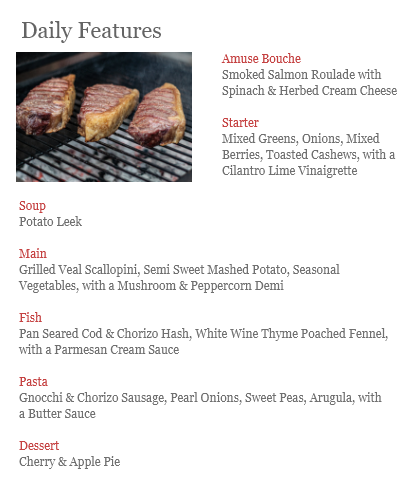 Daily Features
Amuse Bouche
Smoked Salmon Roulade with
Spinach & Herbed Cream Cheese
Starter
Mixed Greens, Onions, Mixed
Berries, Toasted Cashews, with a
Cilantro Lime Vinaigrette
Soup
Potato Leek
Main
Grilled Veal Scallopini, Semi Sweet Mashed Potato, Seasonal
Vegetables, with a Mushroom & Peppercorn Demi
Fish
Pan Seared Cod & Chorizo Hash, White Wine Thyme Poached Fennel,
with a Parmesan Cream Sauce
Pasta
Gnocchi & Chorizo Sausage, Pearl Onions, Sweet Peas, Arugula, with
a Butter Sauce
Dessert
Cherry & Apple Pie